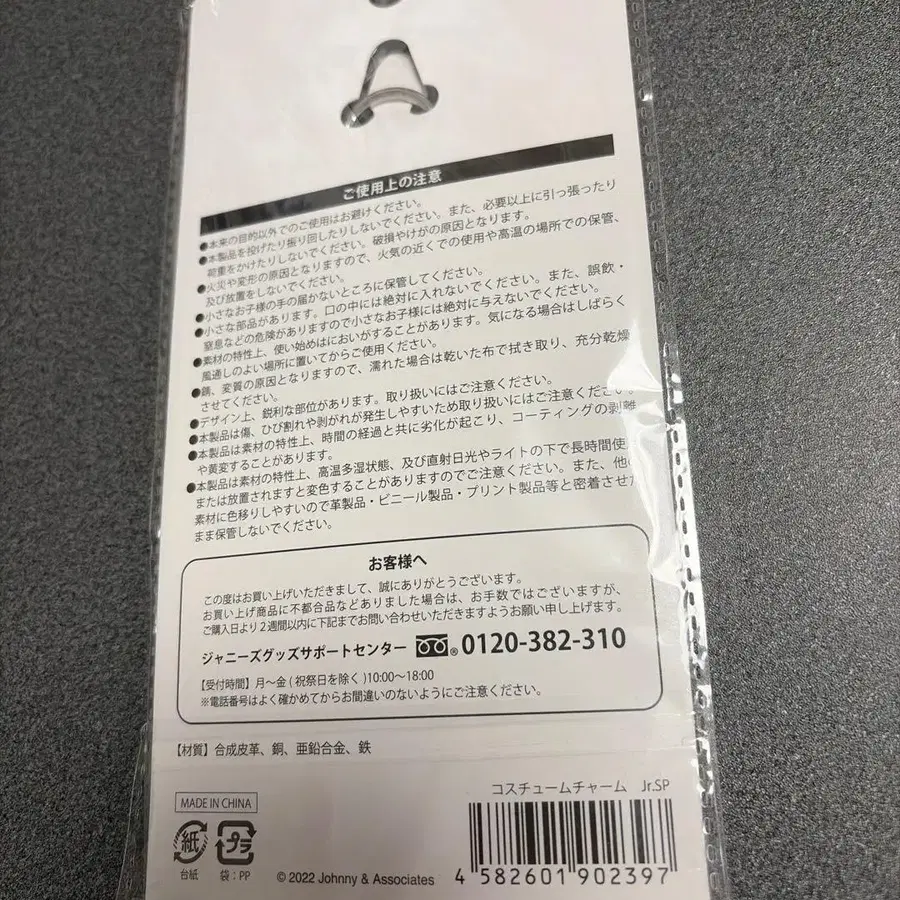 ご使用上の注意
●本来の目的以外でのご使用はお避けください。
●本製品を投げたり振り回したりしないでください。また、必要以上に引っ張ったり
荷重をかけたりしないでください。破損やけがの原因となります。
●火災や変形の原因となりますので、火気の近くでの使用や高温の場所での保管、
及び放置をしないでください。
●小さなお子様の手の届かないところに保管してください。
●小さな部品があります。口の中には絶対に入れないでください。また、誤飲・
窒息などの危険がありますので小さなお子様には絶対に与えないでください。
●素材の特性上、使い始めはにおいがすることがあります。気になる場合はしばらく
風通しのよい場所に置いてからご使用ください。
●錆、変質の原因となりますので、濡れた場合は乾いた布で拭き取り、充分乾燥
させてください。
●デザイン上、鋭利な部位があります。取り扱いにはご注意ください。
●本製品は傷、ひび割れや剥がれが発生しやすいため取り扱いにはご注意ください。
●本製品は素材の特性上、時間の経過と共に劣化が起こり、コーティングの剥離
や黄変することがあります。
●本製品は素材の特性上、高温多湿状態、及び直射日光やライトの下で長時間使
または放置されますと変色することがありますのでご注意ください。また、他の
素材に色移りしやすいので革製品・ビニール製品・プリント製品等と密着させた
まま保管しないでください。
お客様へ
この度はお買い上げいただきまして、誠にありがとうございます。
お買い上げ商品に不都合品などありました場合は、お手数ではございますが、
ご購入日より2週間以内に下記までお問い合わせいただきますようお願い申し上げます。
ジャニーズグッズサポートセンター ® 0120-382-310
【受付時間】月～金(祝祭日を除く)10:00～18:00
※電話番号はよく確かめてからお間違いのないようにご注意ください。
【材質】合成皮革、銅、亜鉛合金、鉄
コスチュームチャーム Jr.SP
MADE IN CHINA
紙 プラ
台紙 袋:PP
© 2022 Johnny & Associates
4 582601 902397